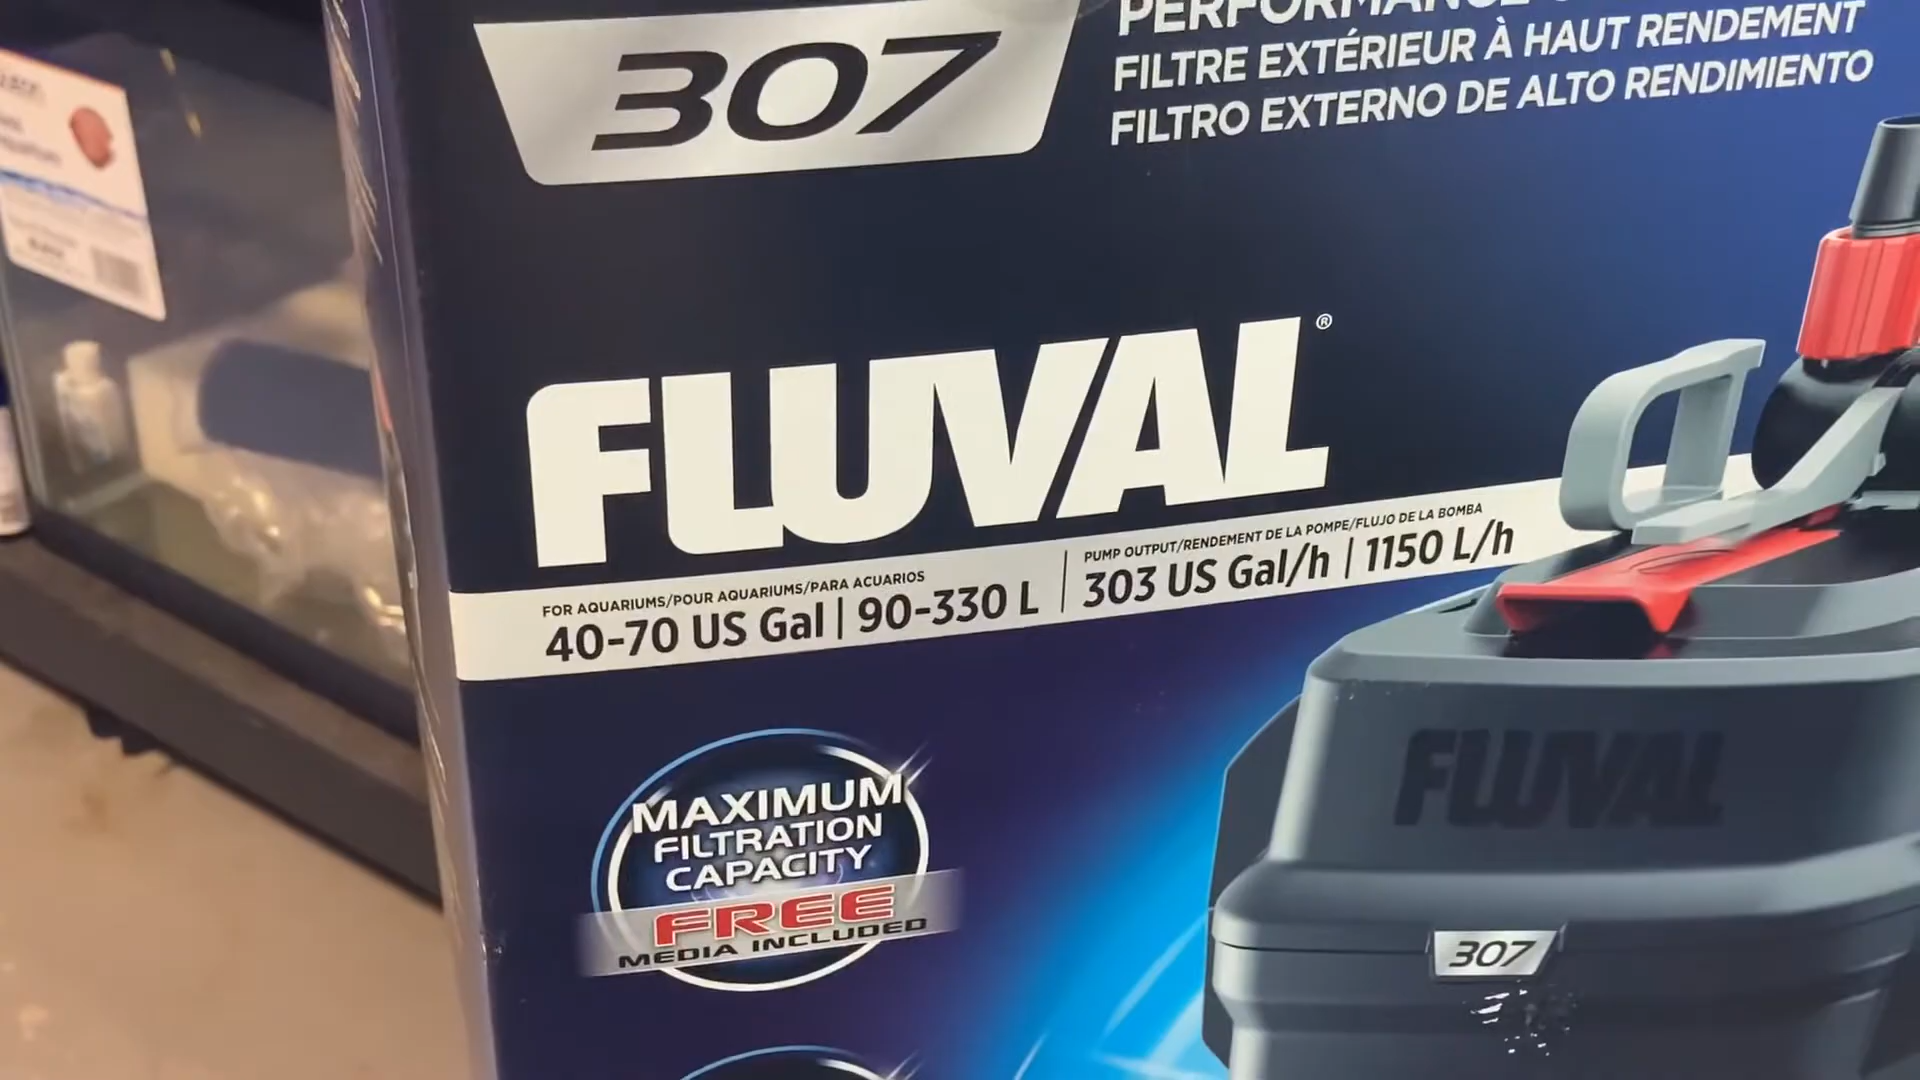 307
PERFORMANCE
FILTRE EXTÉRIEUR À HAUT RENDEMENT
FILTRO EXTERNO DE ALTO RENDIMIENTO
FLUVAL®
FOR AQUARIUMS/POUR AQUARIUMS/PARA ACUARIOS
40-70 US Gal | 90-330 L
PUMP OUTPUT/RENDEMENT DE LA POMPE/FLUJO DE LA BOMBA
303 US Gal/h | 1150 L/h
MAXIMUM
FILTRATION
CAPACITY
FREE
MEDIA INCLUDED
FLUVAL
307